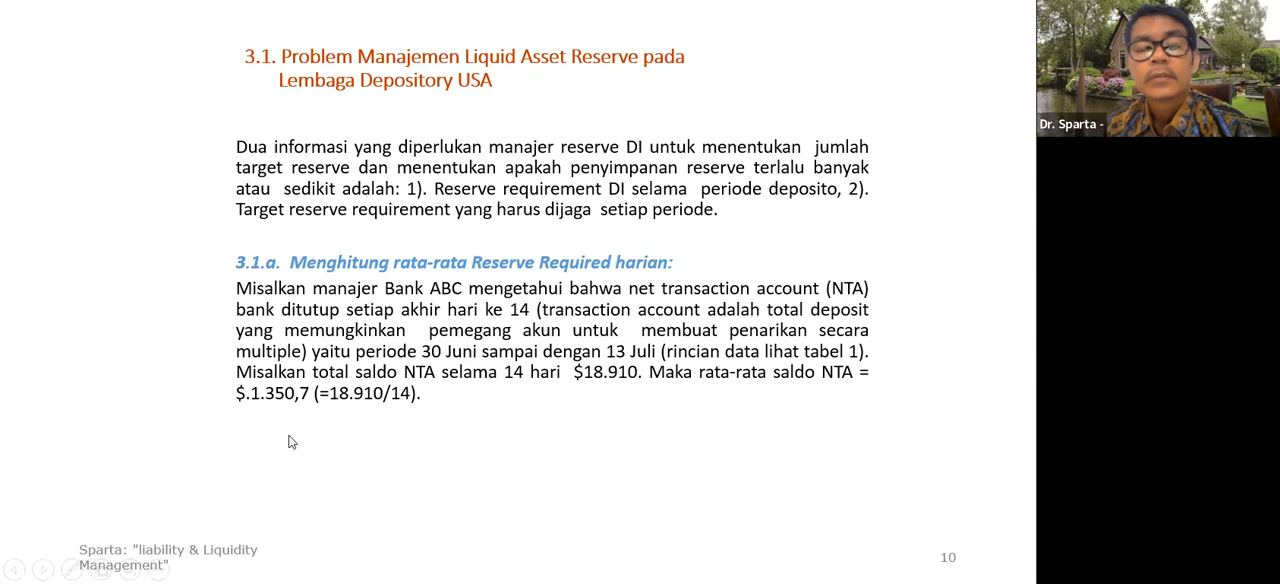 3.1. Problem Manajemen Liquid Asset Reserve pada
Lembaga Depository USA
Dua informasi yang diperlukan manajer reserve DI untuk menentukan jumlah
target reserve dan menentukan apakah penyimpanan reserve terlalu banyak
atau sedikit adalah: 1). Reserve requirement DI selama periode deposito, 2).
Target reserve requirement yang harus dijaga setiap periode.
3.1.a. Menghitung rata-rata Reserve Required harian:
Misalkan manajer Bank ABC mengetahui bahwa net transaction account (NTA)
bank ditutup setiap akhir hari ke 14 (transaction account adalah total deposit
yang memungkinkan pemegang akun untuk membuat penarikan secara
multiple) yaitu periode 30 Juni sampai dengan 13 Juli (rincian data lihat tabel 1).
Misalkan total saldo NTA selama 14 hari $18.910. Maka rata-rata saldo NTA =
$.1.350,7 (=18.910/14).
Sparta: "liability & Liquidity
Management"
10
Dr. Sparta -